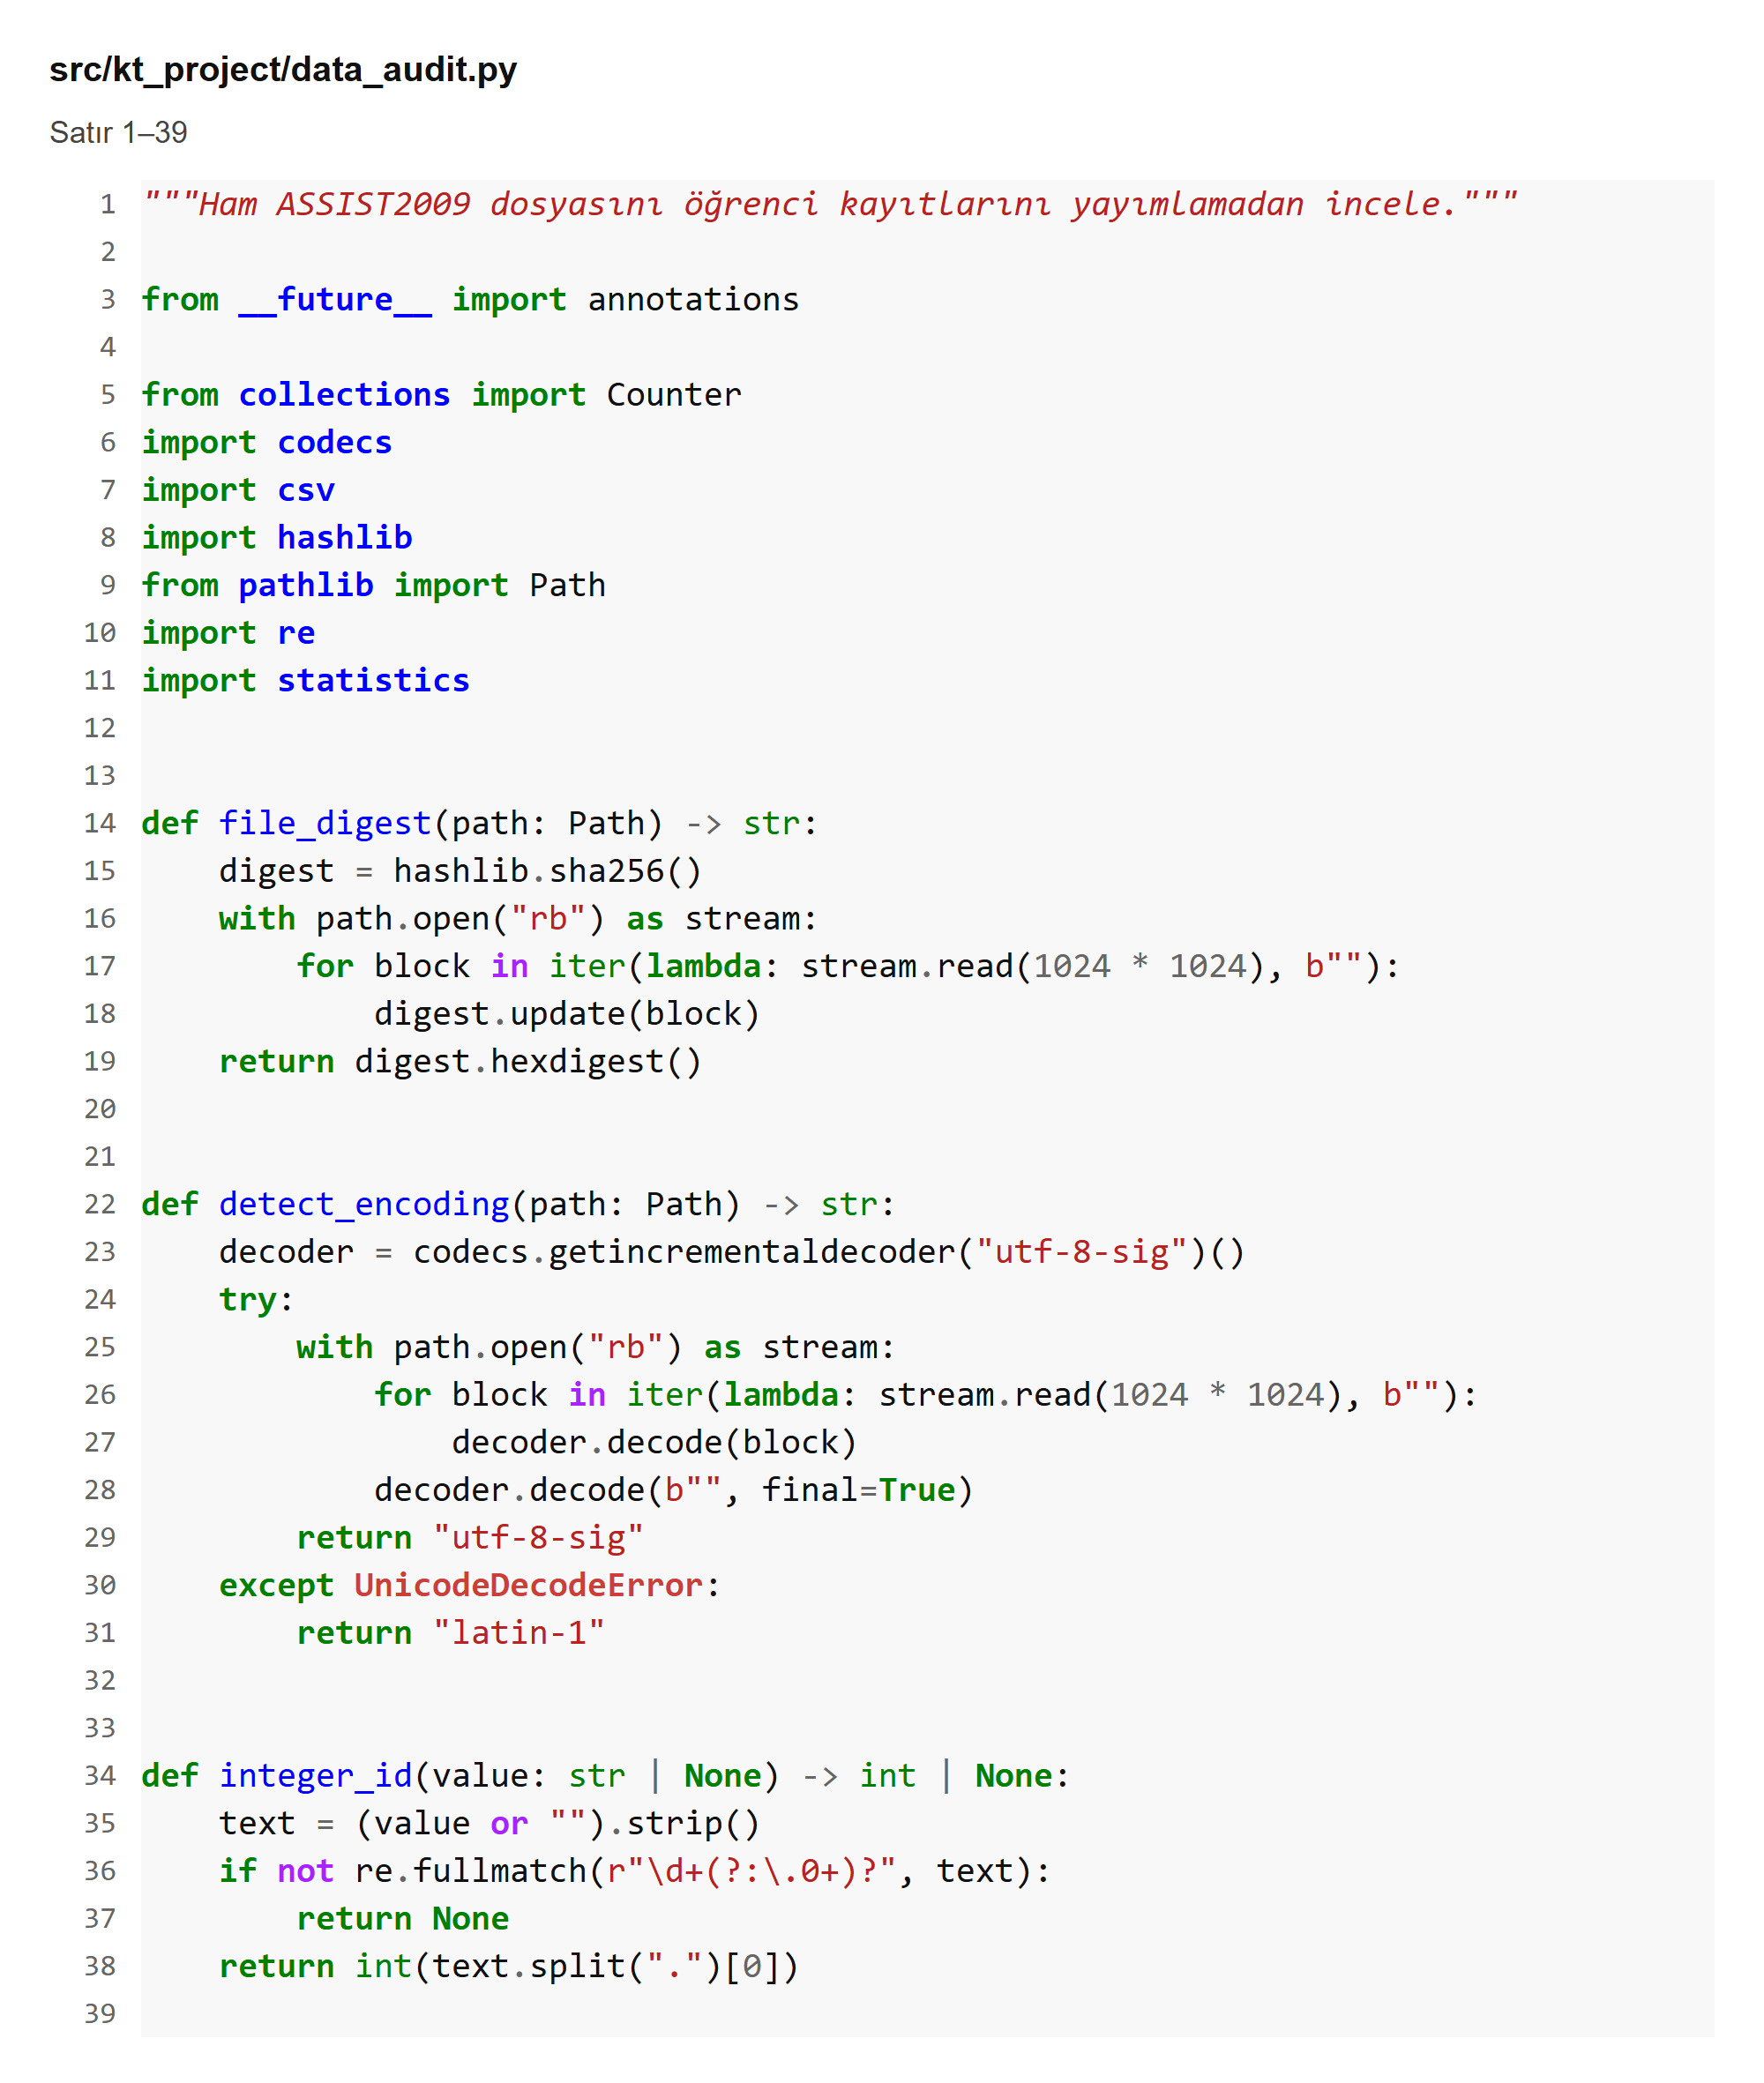 src/kt_project/data_audit.py
Satır 1–39
1 """Ham ASSIST2009 dosyasını öğrenci kayıtlarını yayımlamadan incele."""
2
3 from __future__ import annotations
4
5 from collections import Counter
6 import codecs
7 import csv
8 import hashlib
9 from pathlib import Path
10 import re
11 import statistics
12
13
14 def file_digest(path: Path) -> str:
15     digest = hashlib.sha256()
16     with path.open("rb") as stream:
17         for block in iter(lambda: stream.read(1024 * 1024), b""):
18             digest.update(block)
19     return digest.hexdigest()
20
21
22 def detect_encoding(path: Path) -> str:
23     decoder = codecs.getincrementaldecoder("utf-8-sig")()
24     try:
25         with path.open("rb") as stream:
26             for block in iter(lambda: stream.read(1024 * 1024), b""):
27                 decoder.decode(block)
28             decoder.decode(b"", final=True)
29         return "utf-8-sig"
30     except UnicodeDecodeError:
31         return "latin-1"
32
33
34 def integer_id(value: str | None) -> int | None:
35     text = (value or "").strip()
36     if not re.fullmatch(r"\d+(?:\.0+)?", text):
37         return None
38     return int(text.split(".")[0])
39